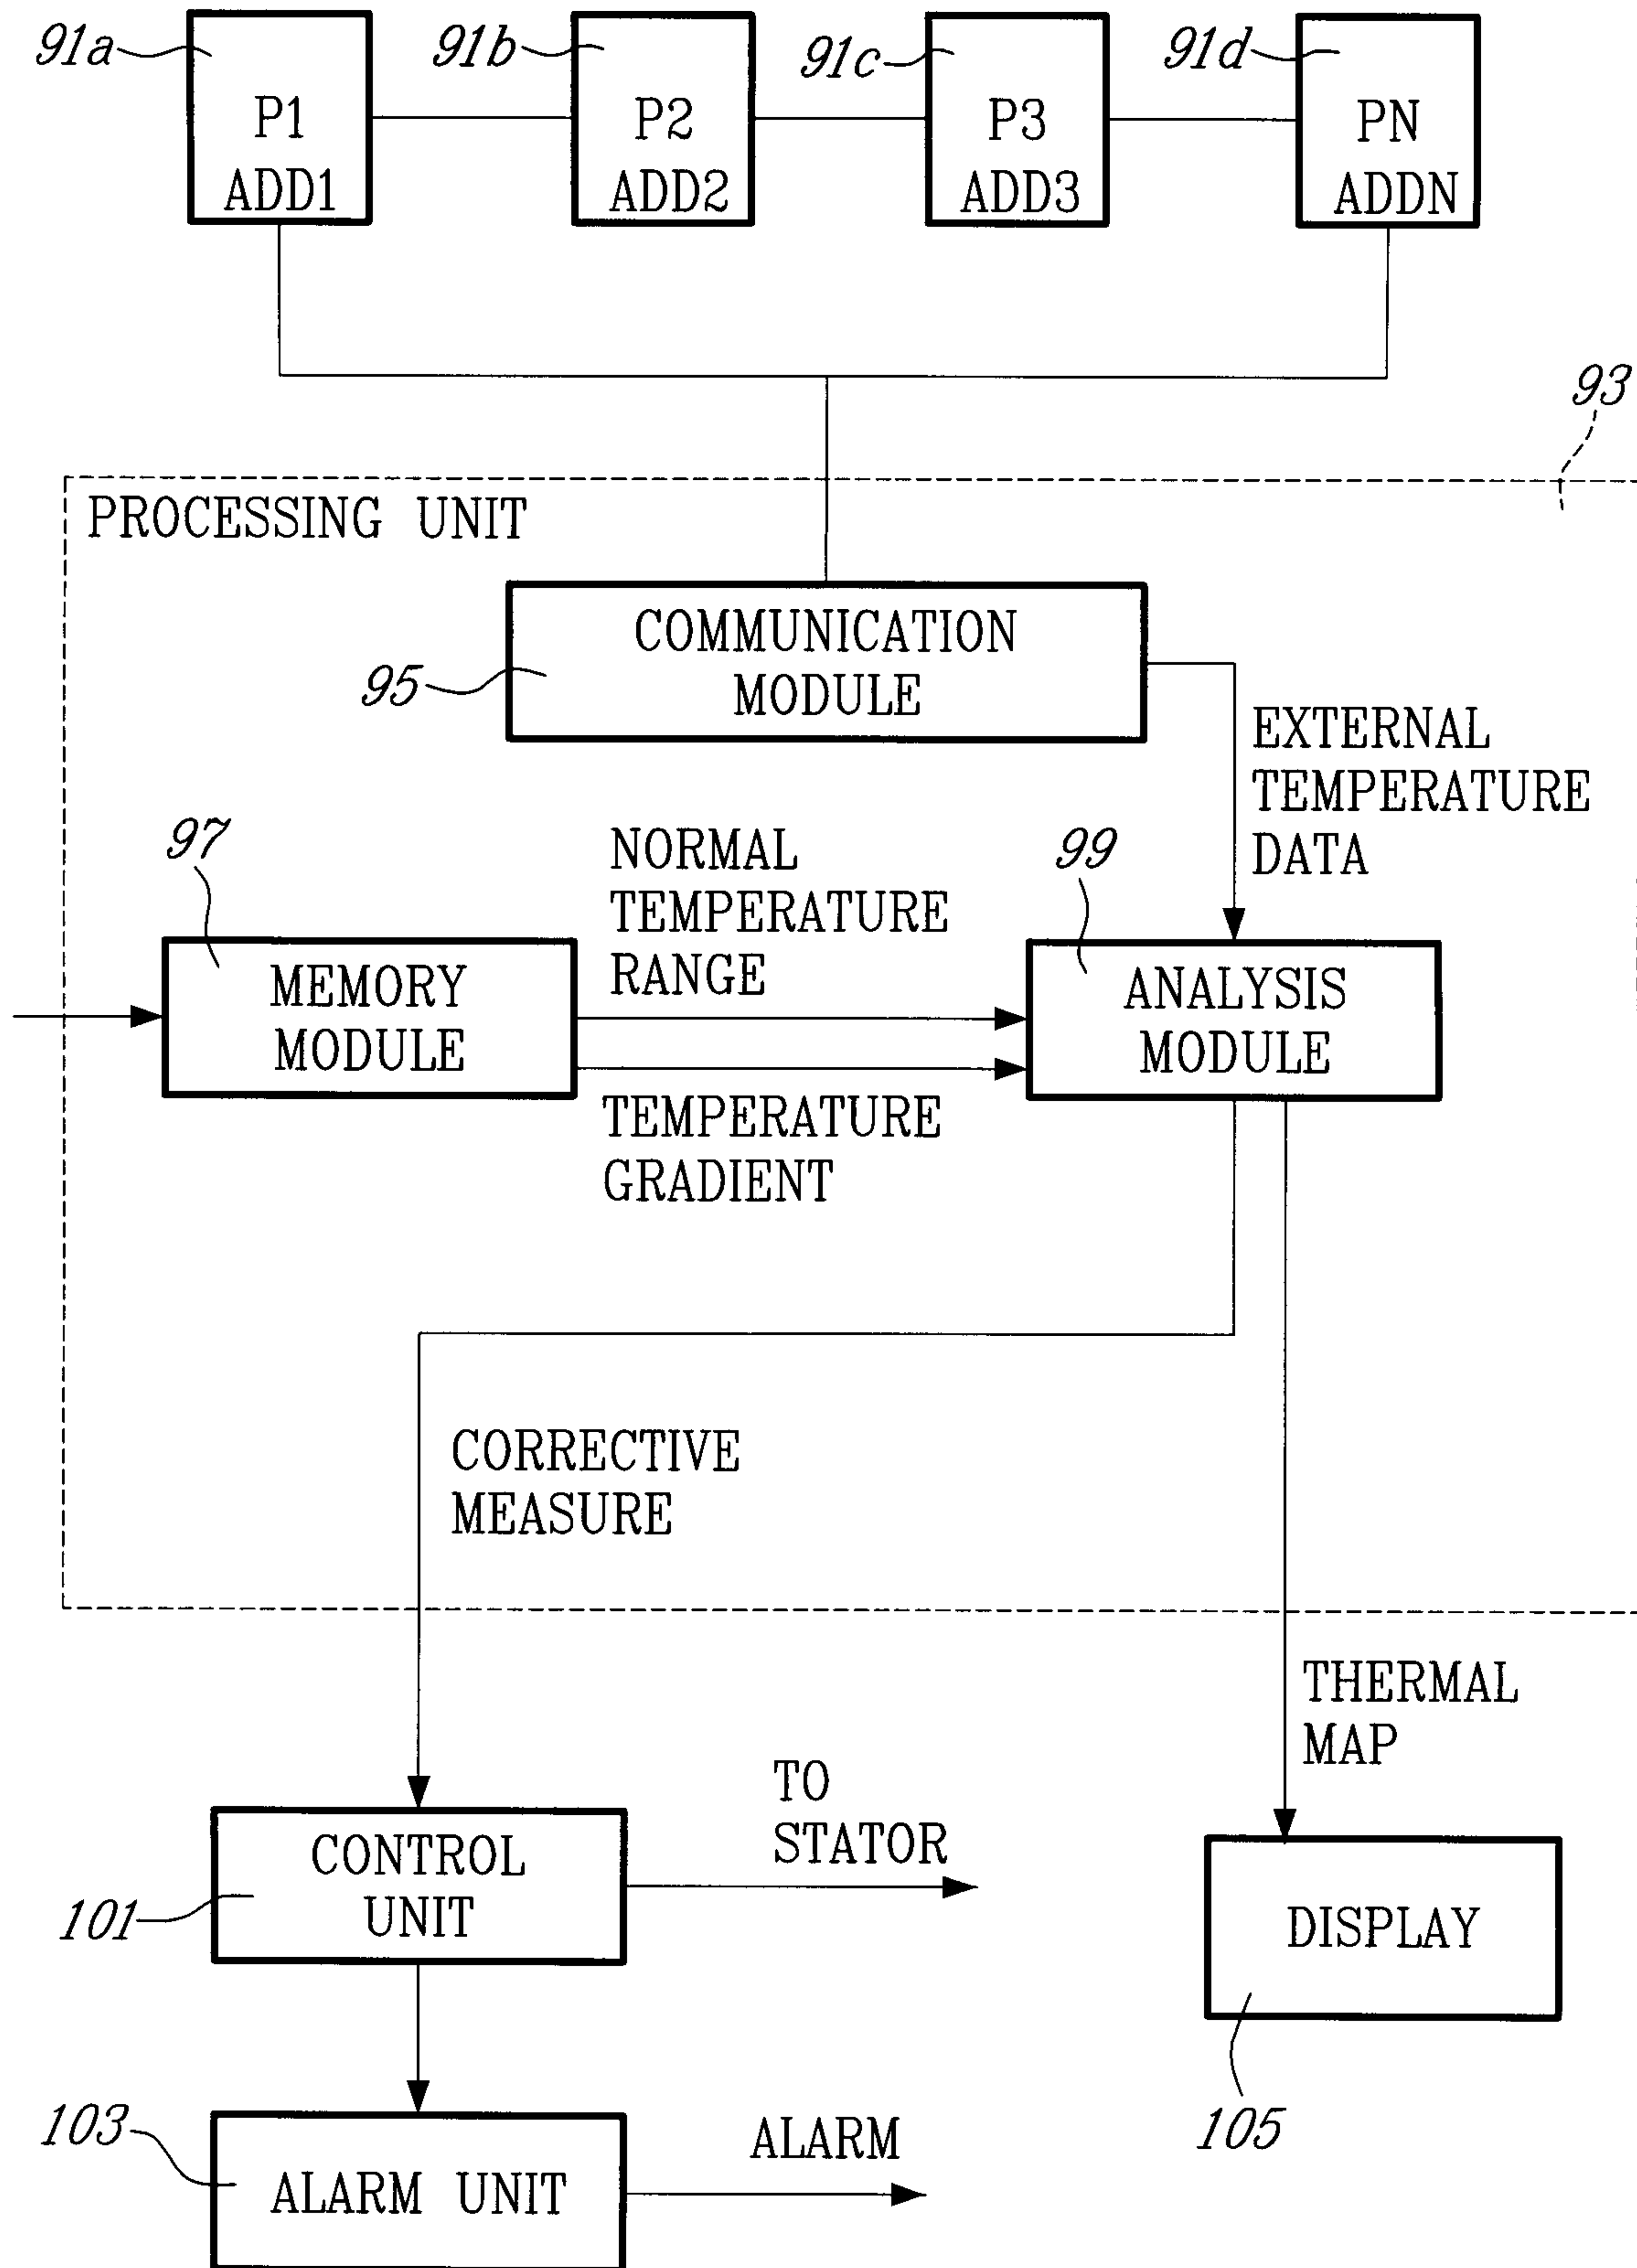 91a
91b
91c
91d
P1
ADD1
P2
ADD2
P3
ADD3
PN
ADDN
93
PROCESSING UNIT
COMMUNICATION
MODULE
95
EXTERNAL
TEMPERATURE
DATA
97
NORMAL
TEMPERATURE
RANGE
99
MEMORY
MODULE
ANALYSIS
MODULE
TEMPERATURE
GRADIENT
CORRECTIVE
MEASURE
THERMAL
MAP
TO
STATOR
CONTROL
UNIT
101
DISPLAY
105
103
ALARM UNIT
ALARM